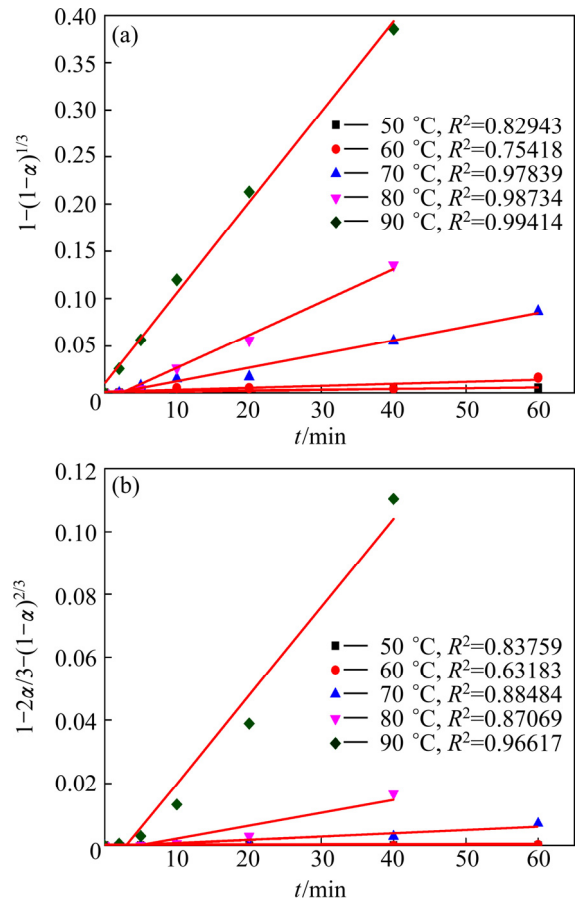 (a)
1−(1−α)^{1/3}
0.40
0.35
0.30
0.25
0.20
0.15
0.10
0.05
0
10
20
30
40
50
60
t/min
50 °C, R²=0.82943
60 °C, R²=0.75418
70 °C, R²=0.97839
80 °C, R²=0.98734
90 °C, R²=0.99414
(b)
1−2α/3−(1−α)^{2/3}
0.12
0.10
0.08
0.06
0.04
0.02
0
10
20
30
40
50
60
t/min
50 °C, R²=0.83759
60 °C, R²=0.63183
70 °C, R²=0.88484
80 °C, R²=0.87069
90 °C, R²=0.96617